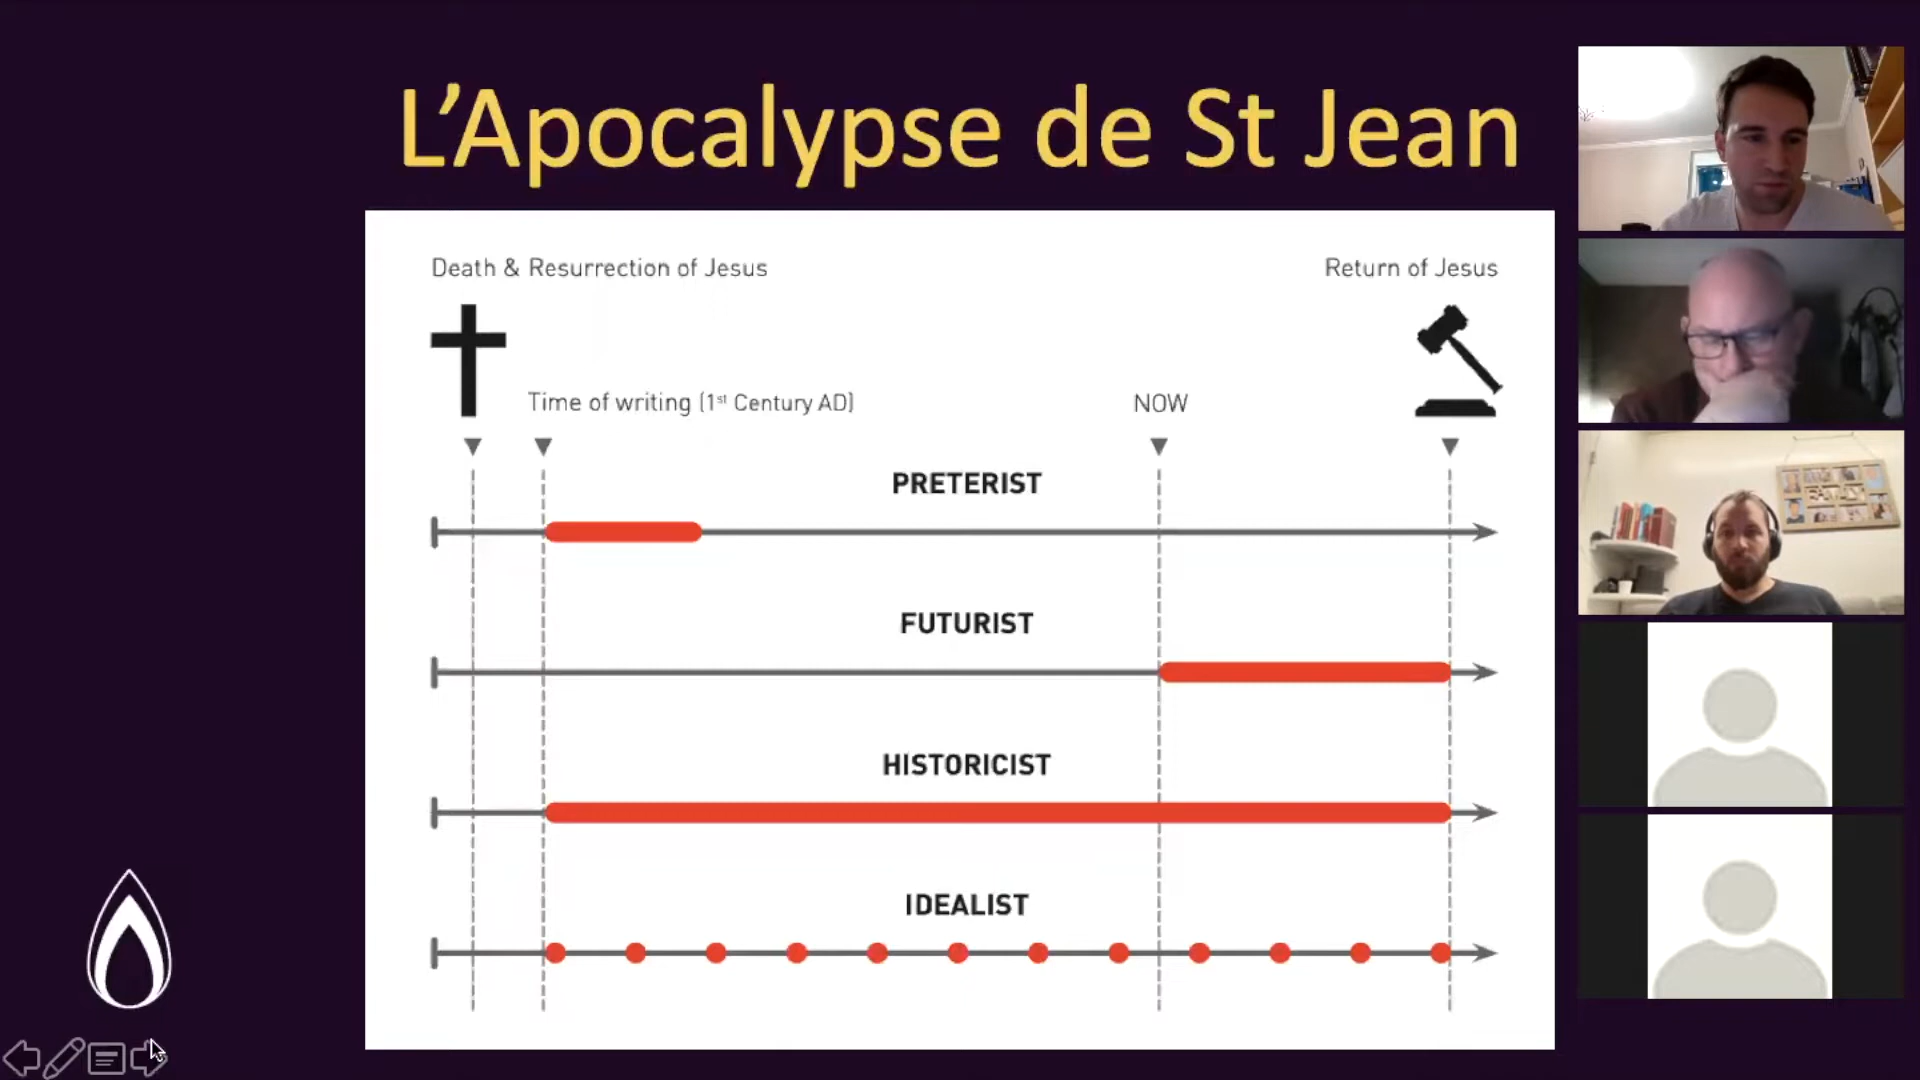 L’Apocalypse de St Jean
Death & Resurrection of Jesus
Return of Jesus
Time of writing (1st Century AD)
NOW
PRETERIST
FUTURIST
HISTORICIST
IDEALIST